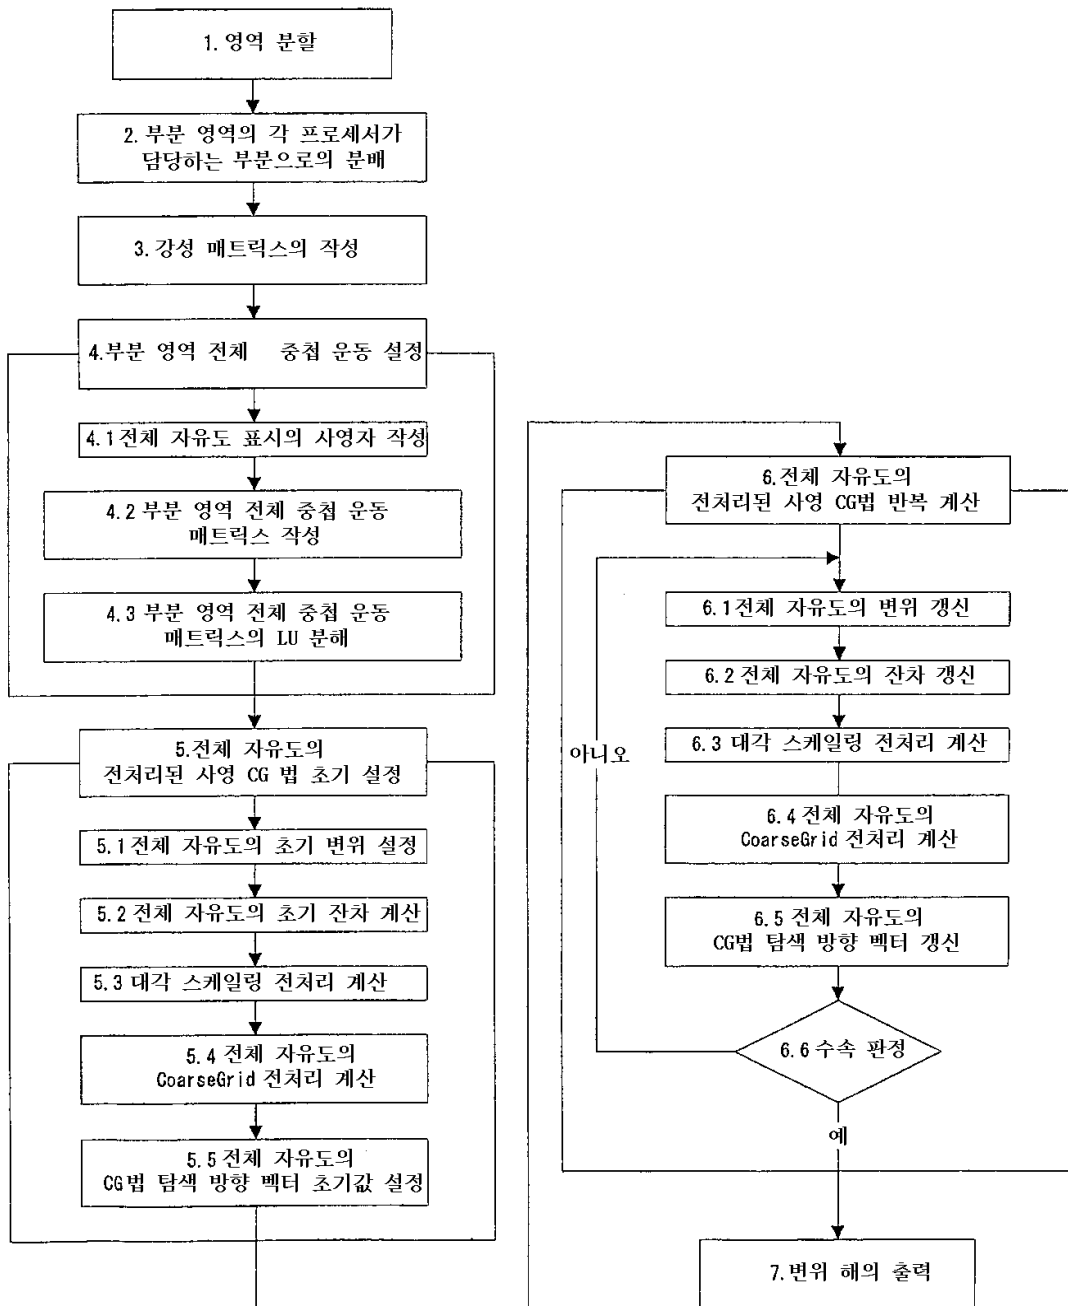 1. 영역 분할
2. 부분 영역의 각 프로세서가
담당하는 부분으로의 분배
3. 강성 매트릭스의 작성
4.부분 영역 전체 중첩 운동 설정
4.1전체 자유도 표시의 사영자 작성
4.2 부분 영역 전체 중첩 운동
매트릭스 작성
4.3 부분 영역 전체 중첩 운동
매트릭스의 LU 분해
5.전체 자유도의
전처리된 사영 CG 법 초기 설정
5.1전체 자유도의 초기 변위 설정
5.2전체 자유도의 초기 잔차 계산
5.3 대각 스케일링 전처리 계산
5.4 전체 자유도의
CoarseGrid 전처리 계산
5.5전체 자유도의
CG법 탐색 방향 벡터 초기값 설정
6.전체 자유도의
전처리된 사영 CG법 반복 계산
6.1전체 자유도의 변위 갱신
6.2전체 자유도의 잔차 갱신
6.3 대각 스케일링 전처리 계산
6.4전체 자유도의
CoarseGrid 전처리 계산
6.5 전체 자유도의
CG법 탐색 방향 벡터 갱신
6.6수속 판정
아니오
예
7.변위 해의 출력